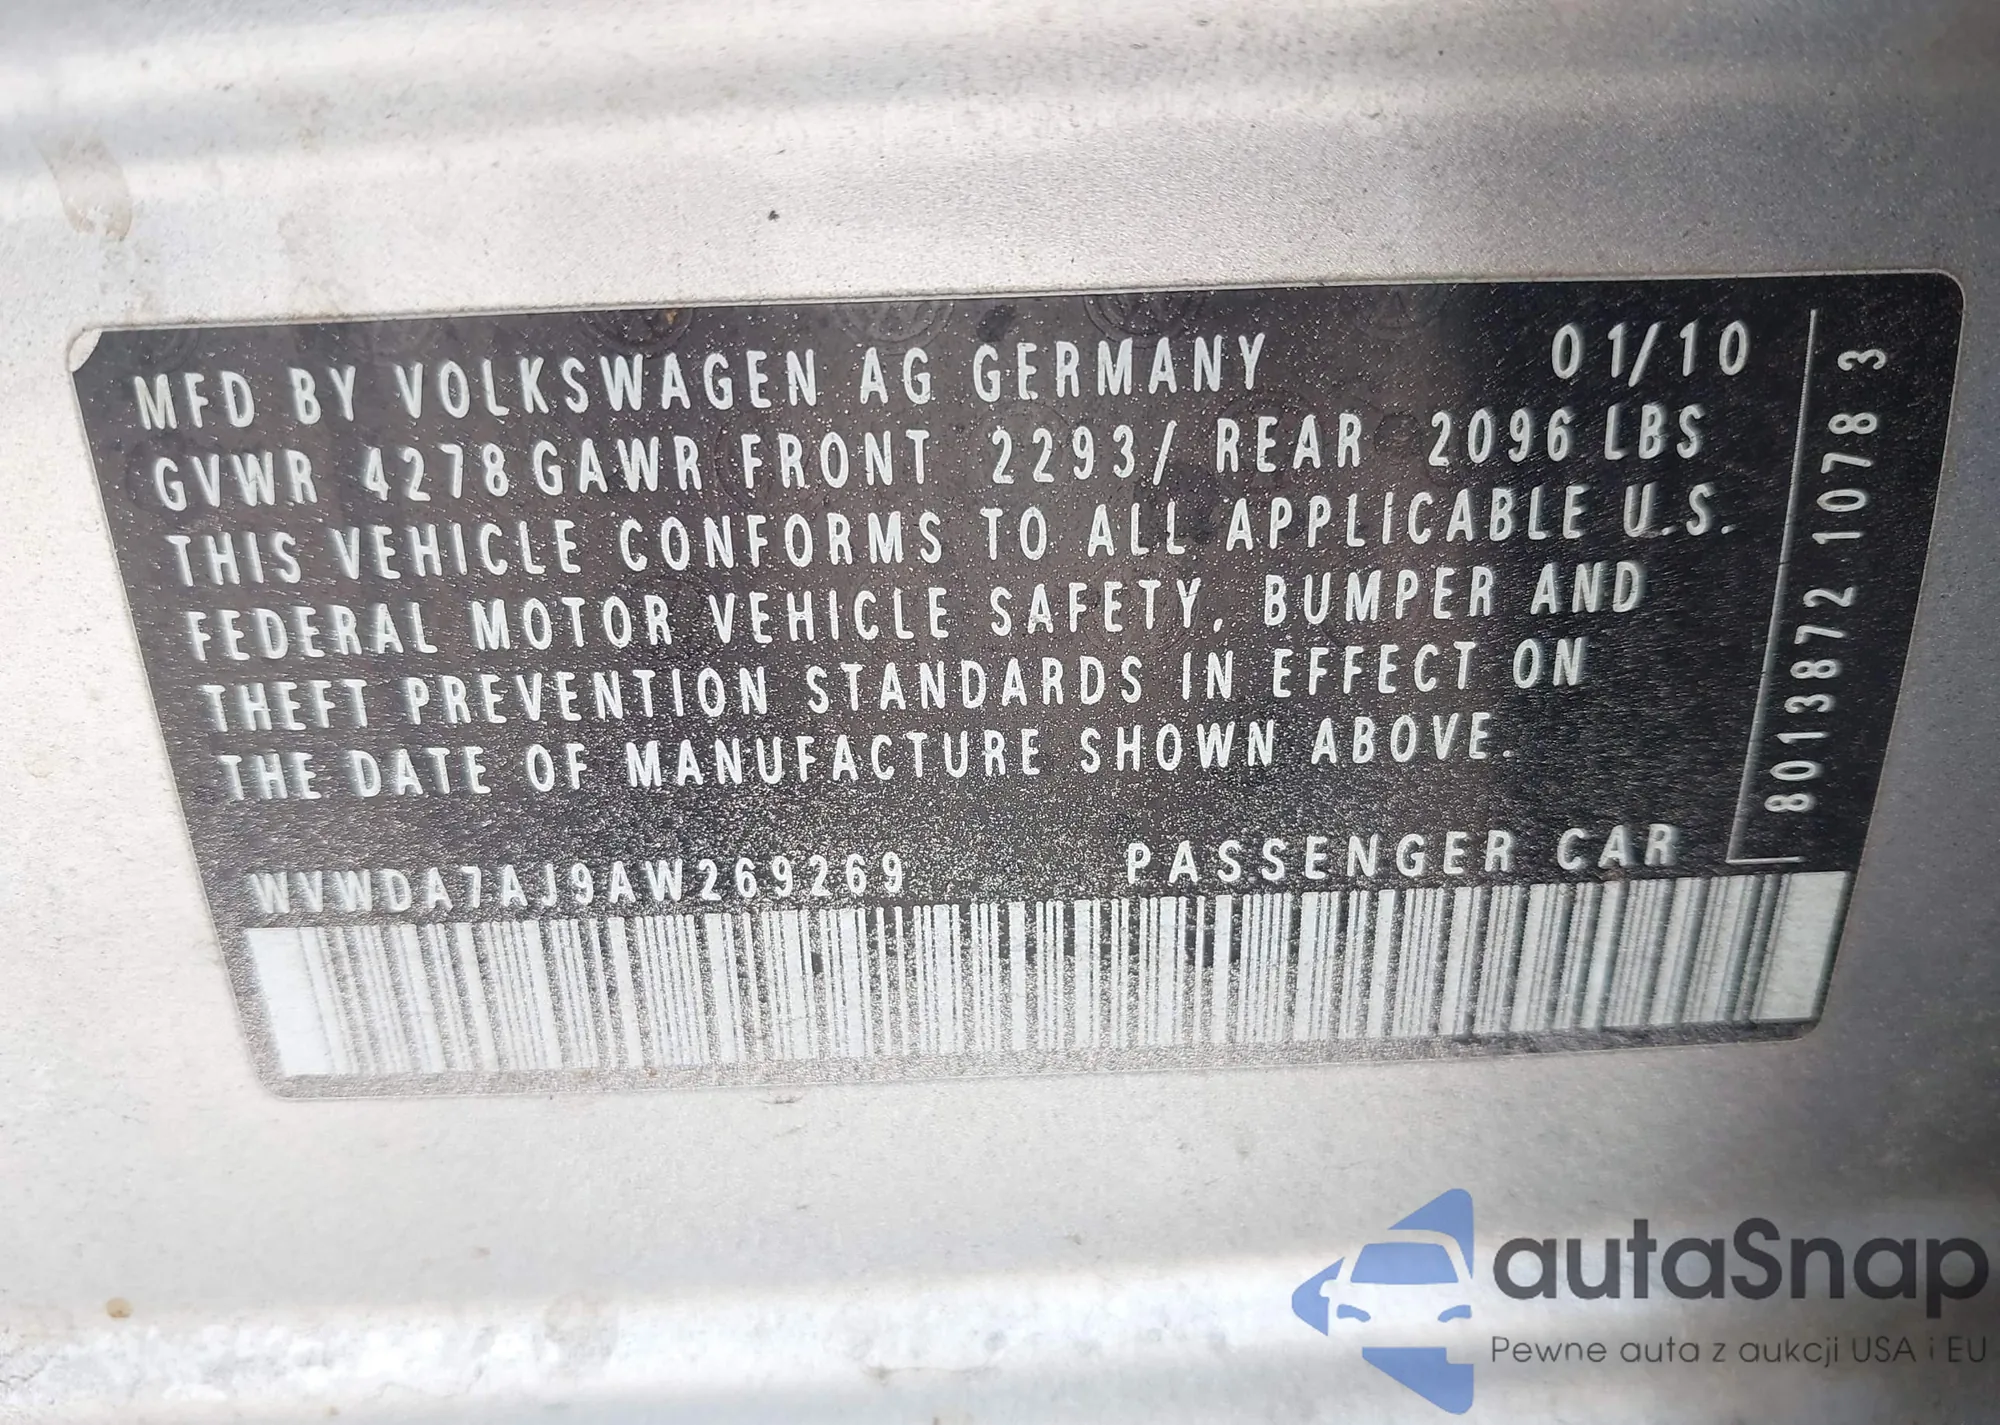 MFD BY VOLKSWAGEN AG GERMANY 01/10
GVWR 4278 GAWR FRONT 2293/ REAR 2096 LBS
THIS VEHICLE CONFORMS TO ALL APPLICABLE U.S.
FEDERAL MOTOR VEHICLE SAFETY, BUMPER AND
THEFT PREVENTION STANDARDS IN EFFECT ON
THE DATE OF MANUFACTURE SHOWN ABOVE.
WVWDA7AJ9AW269269 PASSENGER CAR
8013872 1078 3
autaSnap
Pewne auta z aukcji USA i EU